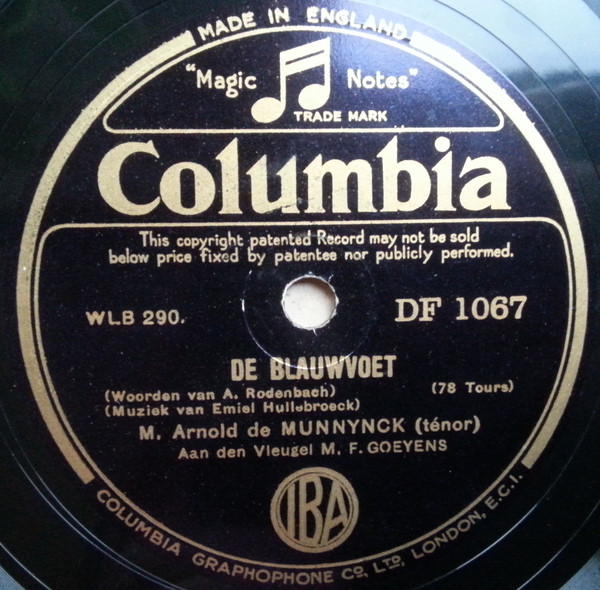 MADE IN ENGLAND
"Magic Notes"
TRADE MARK
Columbia
This copyright patented Record may not be sold
below price fixed by patentee nor publicly performed.
WLB 290.
DF 1067
DE BLAUWVOET
(Woorden van A. Rodenbach)
(78 Tours)
(Muziek van Emiel Hullebroeck)
M. Arnold de MUNNYNCK (ténor)
Aan den Vleugel M. F. GOEYENS
IBA
COLUMBIA GRAPHOPHONE CO., LTD, LONDON, E.C.I.